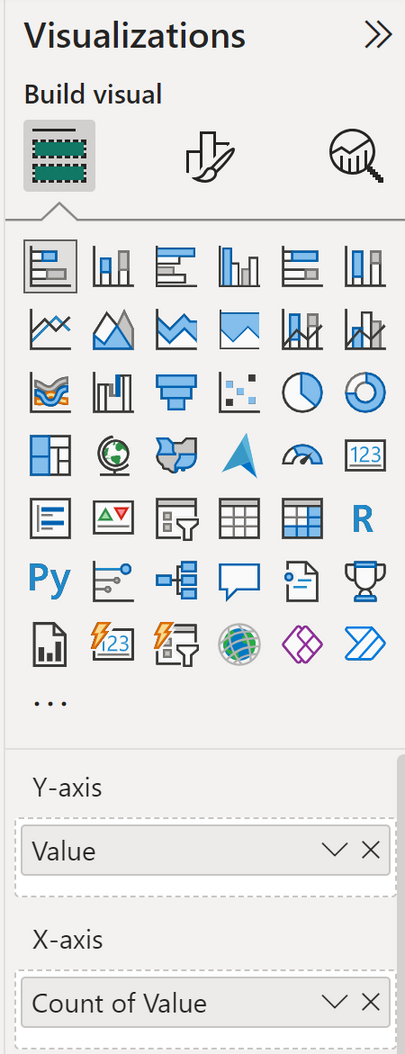 Visualizations
Build visual
123
R
Py
123
...
Y-axis
Value
X-axis
Count of Value